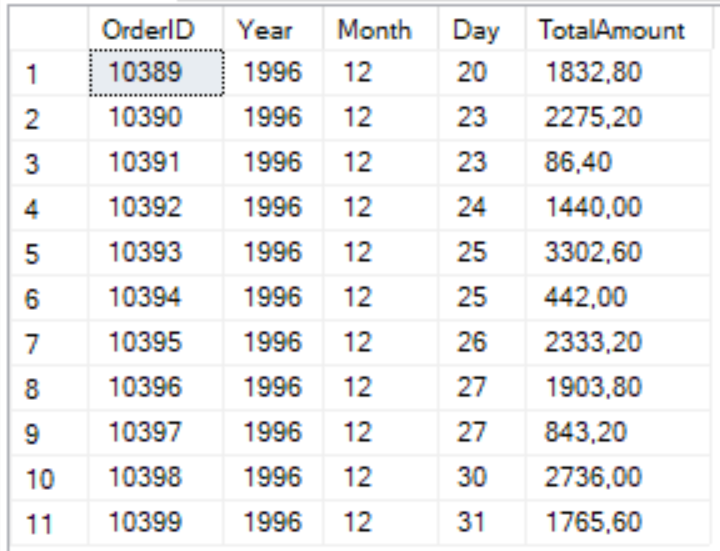 OrderID Year Month Day TotalAmount
1 10389 1996 12 20 1832,80
2 10390 1996 12 23 2275,20
3 10391 1996 12 23 86,40
4 10392 1996 12 24 1440,00
5 10393 1996 12 25 3302,60
6 10394 1996 12 25 442,00
7 10395 1996 12 26 2333,20
8 10396 1996 12 27 1903,80
9 10397 1996 12 27 843,20
10 10398 1996 12 30 2736,00
11 10399 1996 12 31 1765,60